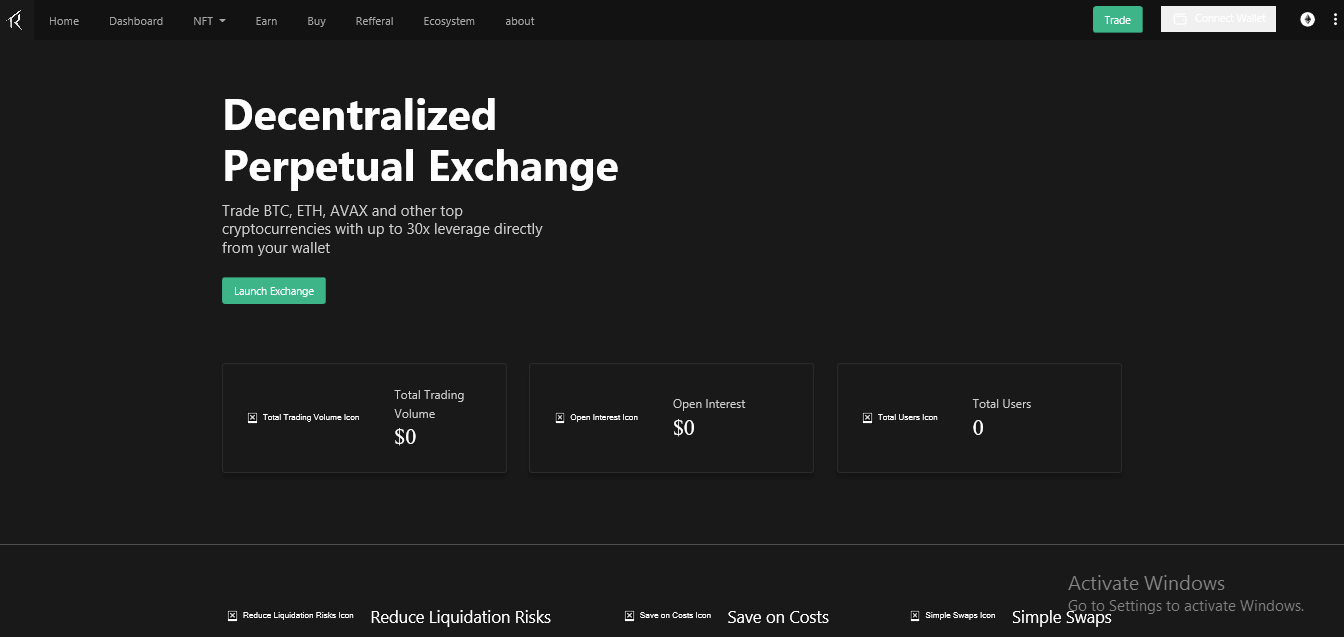 Home Dashboard NFT Earn Buy Refferal Ecosystem about Trade Connect Wallet
Decentralized
Perpetual Exchange
Trade BTC, ETH, AVAX and other top
cryptocurrencies with up to 30x leverage directly
from your wallet
Launch Exchange
Total Trading Volume Icon
Total Trading
Volume
$0
Open Interest Icon
Open Interest
$0
Total Users Icon
Total Users
0
Activate Windows
Go to Settings to activate Windows.
Reduce Liquidation Risks Icon Reduce Liquidation Risks
Save on Costs Icon Save on Costs
Simple Swaps Icon Simple Swaps